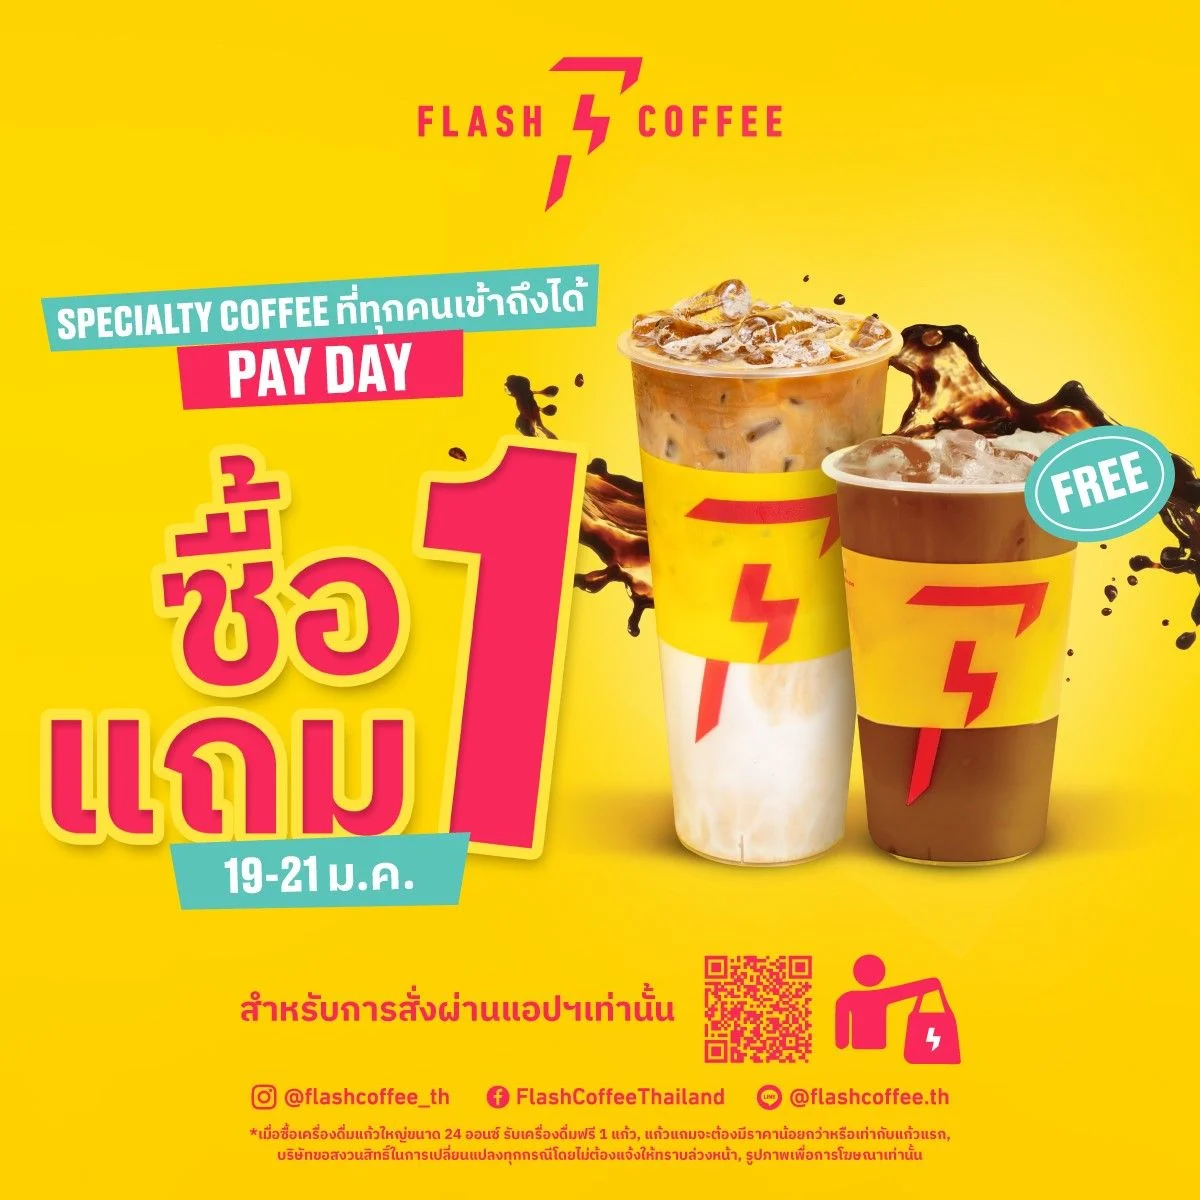 FLASH COFFEE
SPECIALTY COFFEE ที่ทุกคนเข้าถึงได้
PAY DAY
ซื้อ 1
แถม
19-21 ม.ค.
FREE
สำหรับการสั่งผ่านแอปฯเท่านั้น
@flashcoffee_th FlashCoffeeThailand LINE @flashcoffee.th
*เมื่อซื้อเครื่องดื่มแก้วใหญ่ขนาด 24 ออนซ์ รับเครื่องดื่มฟรี 1 แก้ว, แก้วแถมจะต้องมีราคาน้อยกว่าหรือเท่ากับแก้วแรก,
บริษัทขอสงวนสิทธิ์ในการเปลี่ยนแปลงทุกกรณีโดยไม่ต้องแจ้งให้ทราบล่วงหน้า, รูปภาพเพื่อการโฆษณาเท่านั้น